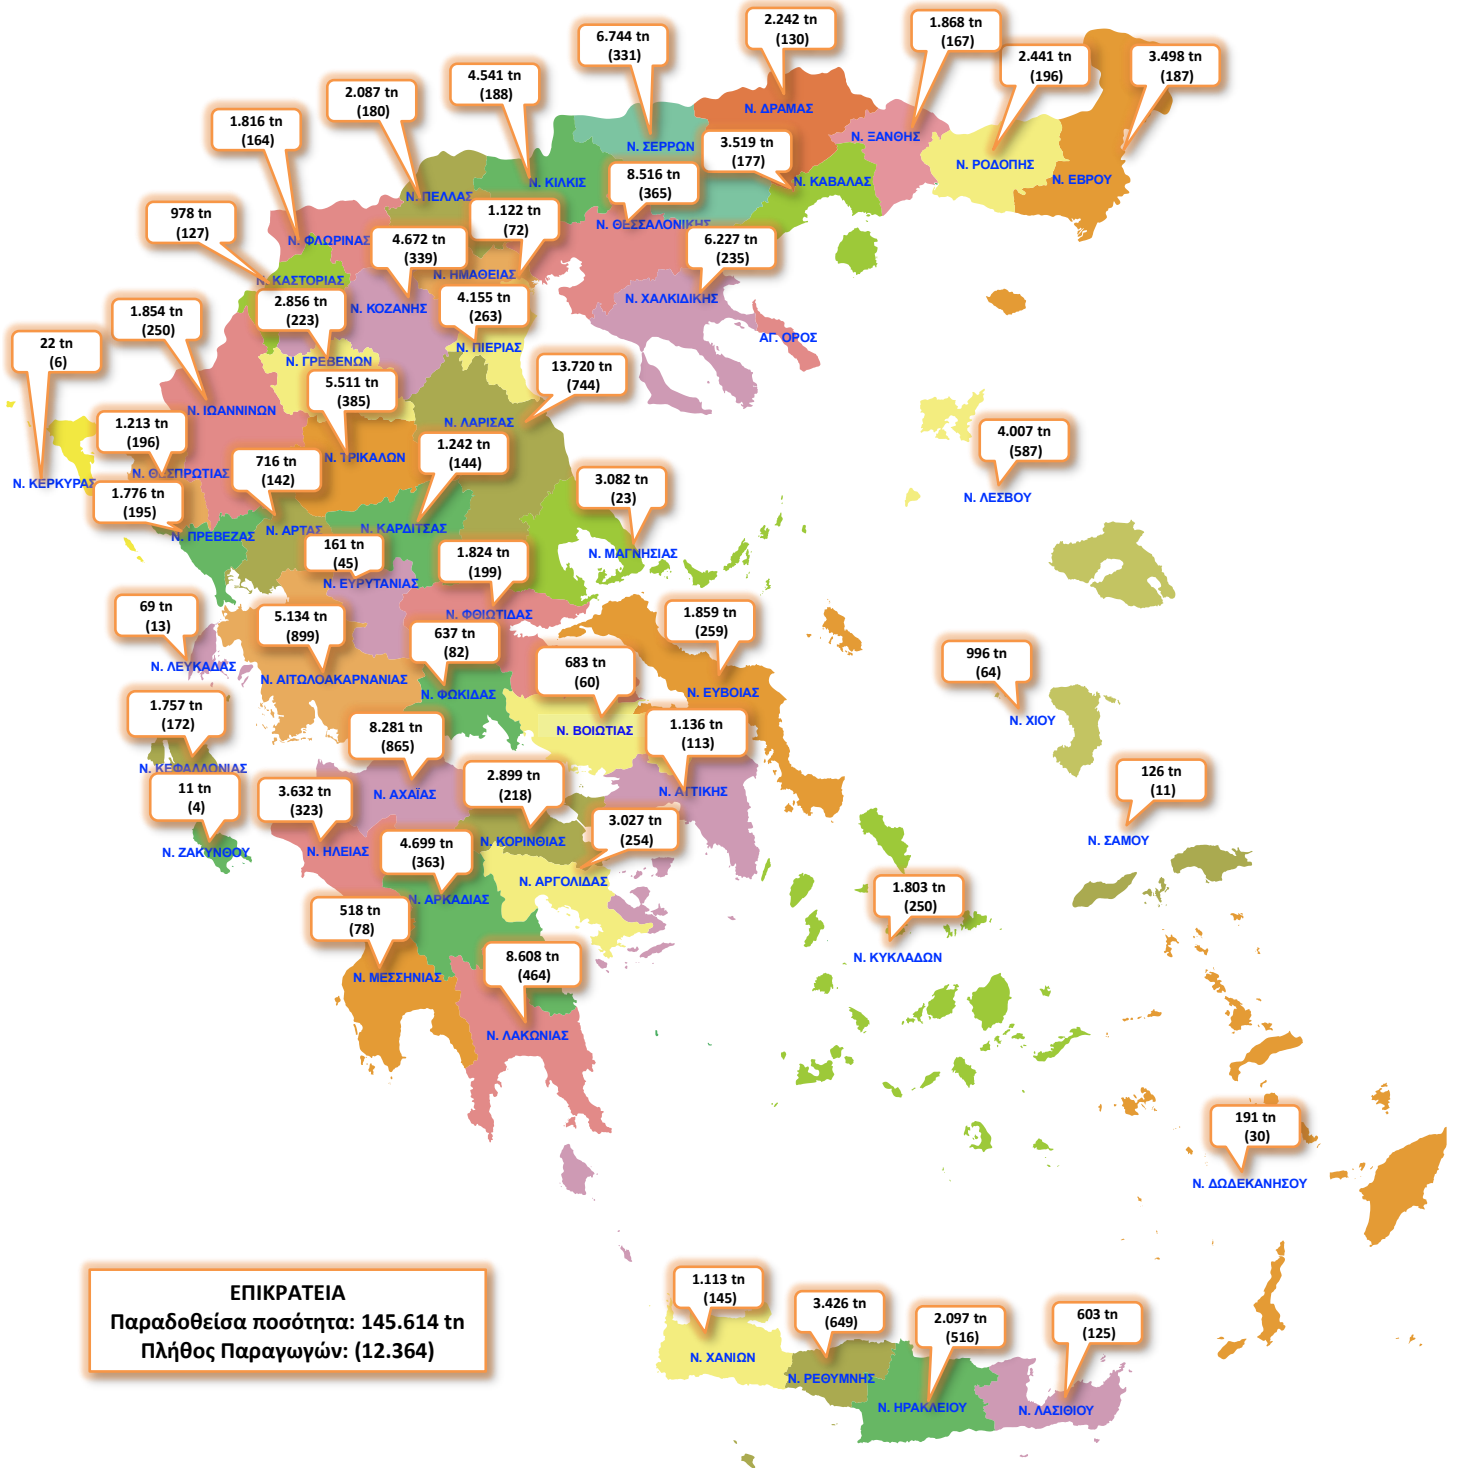 6.744 tn
(331)
2.242 tn
(130)
1.868 tn
(167)
2.441 tn
(196)
3.498 tn
(187)
4.541 tn
(188)
2.087 tn
(180)
1.816 tn
(164)
Ν. ΔΡΑΜΑΣ
Ν. ΞΑΝΘΗΣ
Ν. ΣΕΡΡΩΝ
3.519 tn
(177)
Ν. ΡΟΔΟΠΗΣ
Ν. ΕΒΡΟΥ
Ν. ΚΑΒΑΛΑΣ
Ν. ΚΙΛΚΙΣ
Ν. ΠΕΛΛΑΣ
8.516 tn
(365)
978 tn
(127)
1.122 tn
(72)
Ν. ΘΕΣΣΑΛΟΝΙΚΗΣ
Ν. ΦΛΩΡΙΝΑΣ
4.672 tn
(339)
6.227 tn
(235)
Ν. ΚΑΣΤΟΡΙΑΣ
Ν. ΗΜΑΘΕΙΑΣ
Ν. ΧΑΛΚΙΔΙΚΗΣ
2.856 tn
(223)
Ν. ΚΟΖΑΝΗΣ
4.155 tn
(263)
1.854 tn
(250)
ΑΓ. ΟΡΟΣ
22 tn
(6)
Ν. ΠΙΕΡΙΑΣ
Ν. ΓΡΕΒΕΝΩΝ
13.720 tn
(744)
5.511 tn
(385)
Ν. ΙΩΑΝΝΙΝΩΝ
Ν. ΛΑΡΙΣΑΣ
1.213 tn
(196)
4.007 tn
(587)
1.242 tn
(144)
716 tn
(142)
Ν. ΤΡΙΚΑΛΩΝ
Ν. ΘΕΣΠΡΩΤΙΑΣ
Ν. ΚΕΡΚΥΡΑΣ
3.082 tn
(23)
1.776 tn
(195)
Ν. ΛΕΣΒΟΥ
Ν. ΠΡΕΒΕΖΑΣ
Ν. ΑΡΤΑΣ
Ν. ΚΑΡΔΙΤΣΑΣ
161 tn
(45)
1.824 tn
(199)
Ν. ΜΑΓΝΗΣΙΑΣ
Ν. ΕΥΡΥΤΑΝΙΑΣ
69 tn
(13)
5.134 tn
(899)
Ν. ΦΘΙΩΤΙΔΑΣ
1.859 tn
(259)
637 tn
(82)
683 tn
(60)
996 tn
(64)
Ν. ΛΕΥΚΑΔΑΣ
Ν. ΑΙΤΩΛΟΑΚΑΡΝΑΝΙΑΣ
Ν. ΦΩΚΙΔΑΣ
Ν. ΕΥΒΟΙΑΣ
1.757 tn
(172)
8.281 tn
(865)
1.136 tn
(113)
Ν. ΧΙΟΥ
Ν. ΒΟΙΩΤΙΑΣ
Ν. ΚΕΦΑΛΛΟΝΙΑΣ
126 tn
(11)
11 tn
(4)
3.632 tn
(323)
Ν. ΑΧΑΪΑΣ
2.899 tn
(218)
Ν. ΑΤΤΙΚΗΣ
3.027 tn
(254)
Ν. ΣΑΜΟΥ
Ν. ΖΑΚΥΝΘΟΥ
Ν. ΗΛΕΙΑΣ
4.699 tn
(363)
Ν. ΚΟΡΙΝΘΙΑΣ
Ν. ΑΡΓΟΛΙΔΑΣ
1.803 tn
(250)
Ν. ΑΡΚΑΔΙΑΣ
518 tn
(78)
8.608 tn
(464)
Ν. ΚΥΚΛΑΔΩΝ
Ν. ΜΕΣΣΗΝΙΑΣ
Ν. ΛΑΚΩΝΙΑΣ
191 tn
(30)
Ν. ΔΩΔΕΚΑΝΗΣΟΥ
ΕΠΙΚΡΑΤΕΙΑ
Παραδοθείσα ποσότητα: 145.614 tn
Πλήθος Παραγωγών: (12.364)
1.113 tn
(145)
3.426 tn
(649)
2.097 tn
(516)
603 tn
(125)
Ν. ΧΑΝΙΩΝ
Ν. ΡΕΘΥΜΝΗΣ
Ν. ΗΡΑΚΛΕΙΟΥ
Ν. ΛΑΣΙΘΙΟΥ